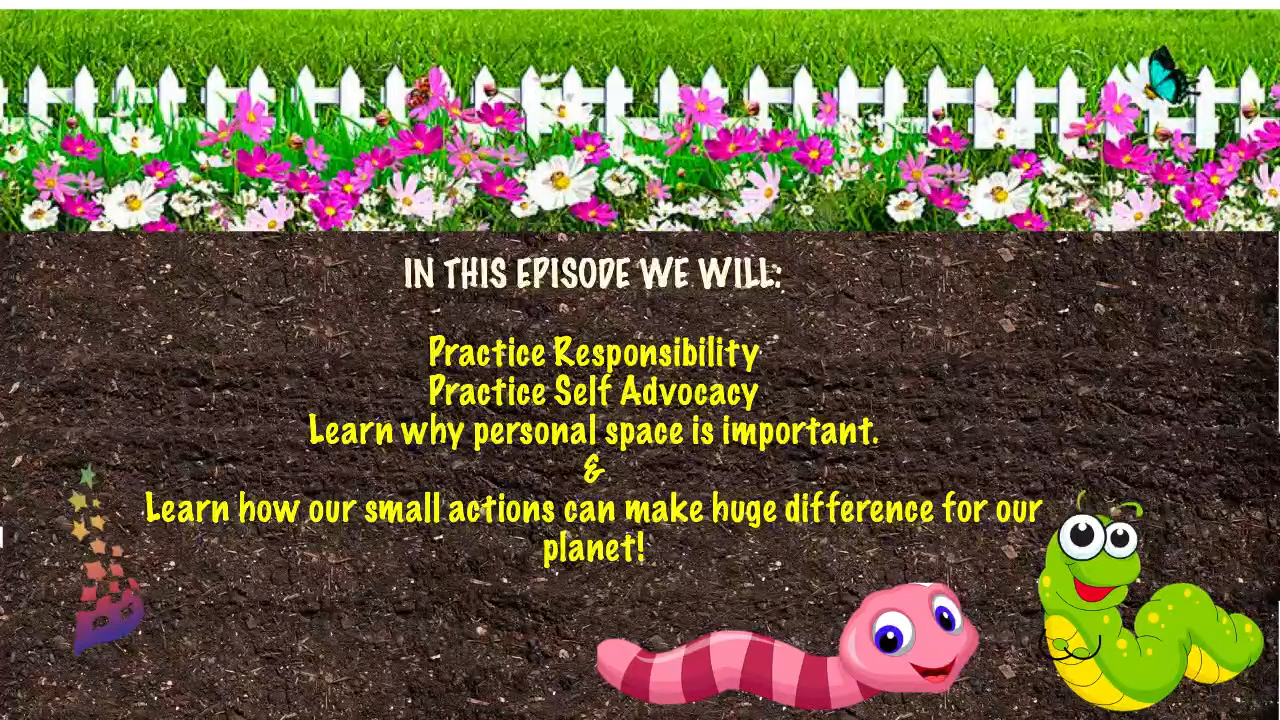 IN THIS EPISODE WE WILL:
Practice Responsibility
Practice Self Advocacy
Learn why personal space is important.
&
Learn how our small actions can make huge difference for our
planet!